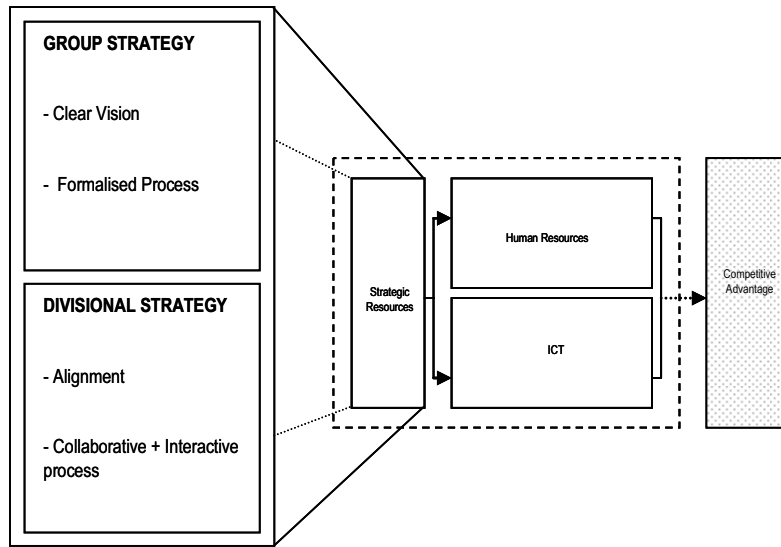 GROUP STRATEGY
- Clear Vision
- Formalised Process
DIVISIONAL STRATEGY
- Alignment
- Collaborative + Interactive
process
Strategic
Resources
Human Resources
ICT
Competitive
Advantage